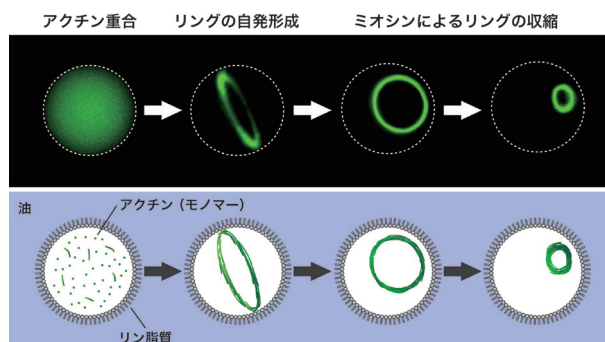 アクチン重合
リングの自発形成
ミオシンによるリングの収縮
油
アクチン（モノマー）
リン脂質